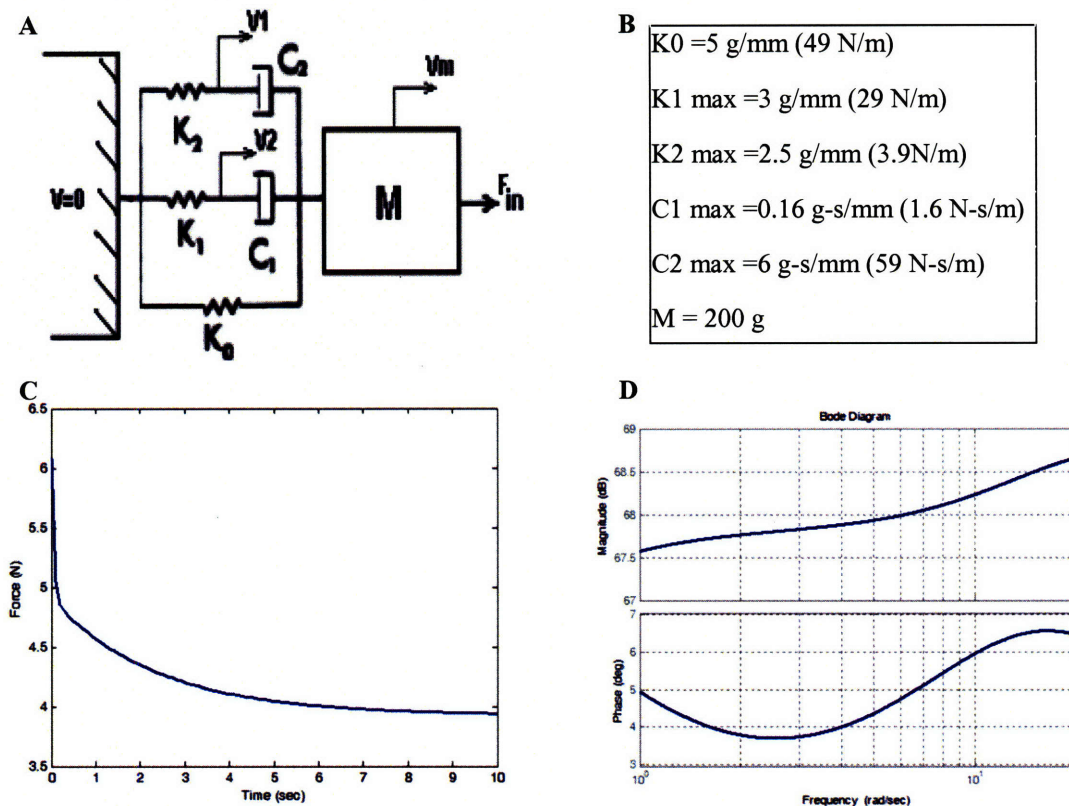 A
V1
C2
Vm
K2
V2
V=0
M
Fin
K1
C1
K0
B
K0 =5 g/mm (49 N/m)
K1 max =3 g/mm (29 N/m)
K2 max =2.5 g/mm (3.9N/m)
C1 max =0.16 g-s/mm (1.6 N-s/m)
C2 max =6 g-s/mm (59 N-s/m)
M = 200 g
C
6.5
6
5.5
5
4.5
4
3.5
Force (N)
0 1 2 3 4 5 6 7 8 9 10
Time (sec)
D
Bode Diagram
69
68.5
68
67.5
67
Magnitude (dB)
7
6
5
4
3
Phase (deg)
10^0 10^1
Frequency (rad/sec)